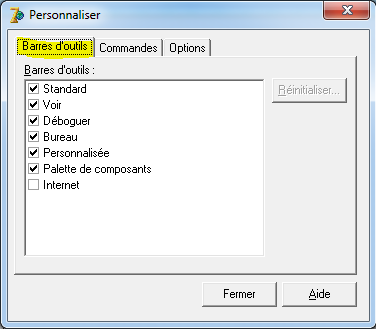 Personnaliser
Barres d'outils Commandes Options
Barres d'outils :
Standard
Réinitialiser...
Voir
Déboguer
Bureau
Personnalisée
Palette de composants
Internet
Fermer Aide